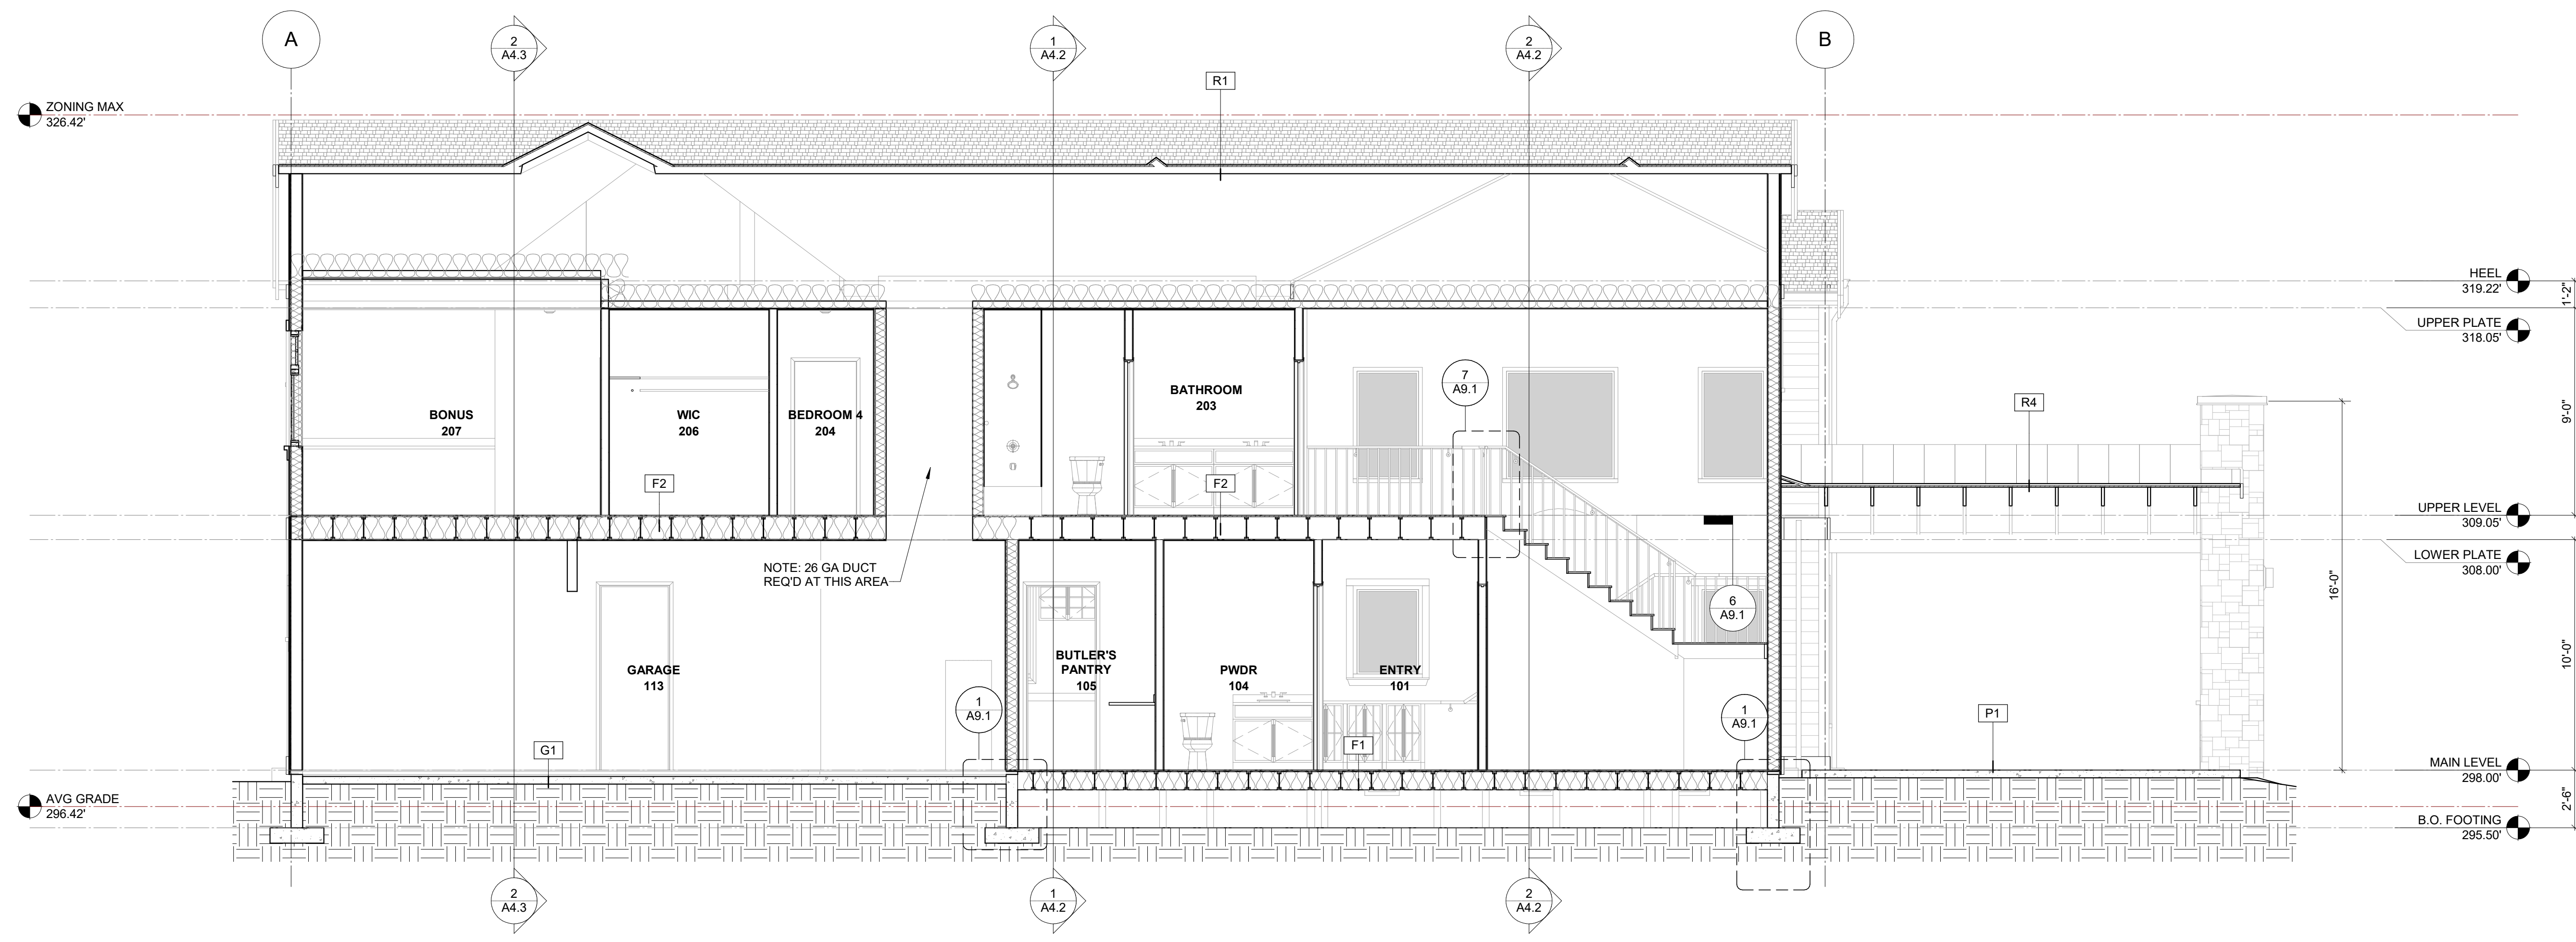 A
2
A4.3
1
A4.2
2
A4.2
B
R1
ZONING MAX
326.42'
HEEL
319.22'
1'-2"
UPPER PLATE
318.05'
7
A9.1
BATHROOM
203
R4
BONUS
207
WIC
206
BEDROOM 4
204
9'-0"
F2
F2
UPPER LEVEL
309.05'
LOWER PLATE
308.00'
NOTE: 26 GA DUCT
REQ'D AT THIS AREA
16'-0"
6
A9.1
GARAGE
113
BUTLER'S
PANTRY
105
PWDR
104
ENTRY
101
10'-0"
1
A9.1
1
A9.1
P1
G1
F1
MAIN LEVEL
298.00'
AVG GRADE
296.42'
2'-6"
B.O. FOOTING
295.50'
2
A4.3
1
A4.2
2
A4.2